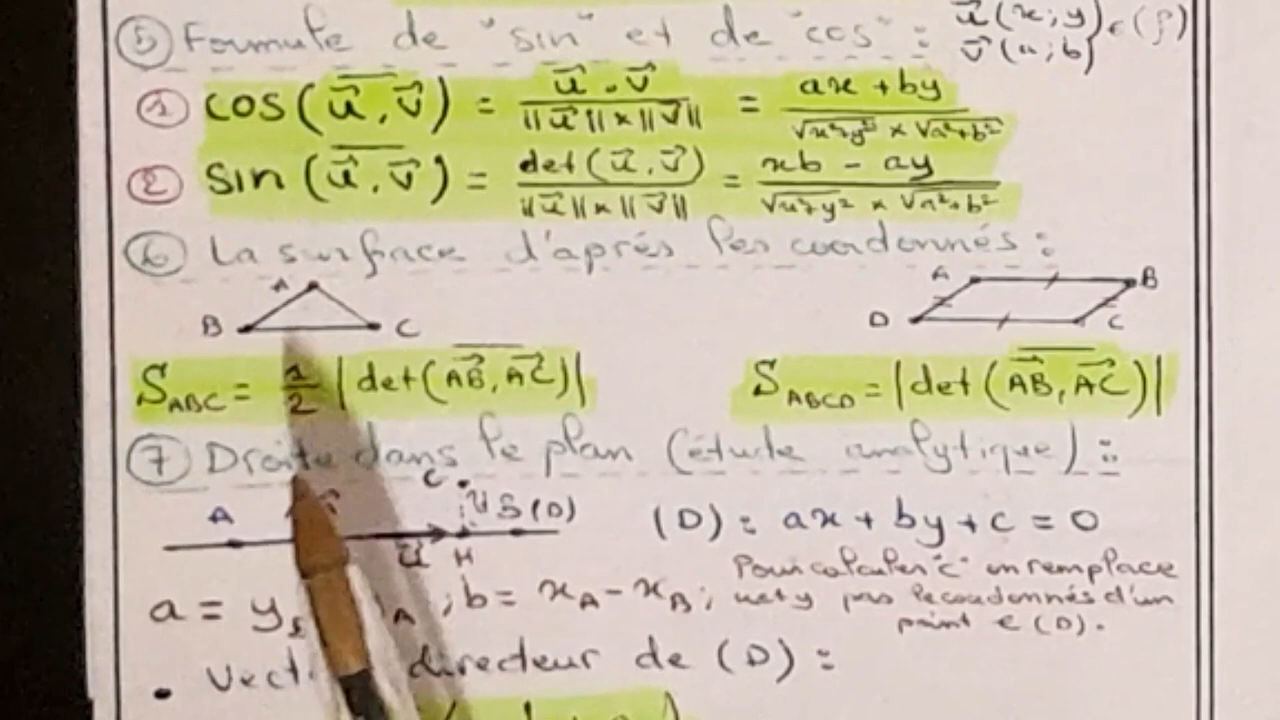 ⑤ Formule de "sin" et de "cos" : u⃗(x;y) v⃗(a;b)} ∈ (P)
① cos(u⃗,v⃗) = u⃗.v⃗ / ||u⃗||×||v⃗|| = ax + by / √x²+y² × √a²+b²
② sin(u⃗,v⃗) = det(u⃗,v⃗) / ||u⃗||×||v⃗|| = xb - ay / √x²+y² × √a²+b²
⑥ La surface d'aprés les coordonnés :
A B C
A B D C
S_ABC = 1/2 |det(AB⃗,AC⃗)|
S_ABCD = |det(AB⃗,AC⃗)|
⑦ Droite dans le plan (étude analytique) :
C
A B (D)
(D) : ax + by + c = 0
u⃗ H
Pour calculer "c" on remplace
a = y A ; b = x_A - x_B ; x et y par les coordonnés d'un
point ∈ (D).
• Vect directeur de (D) :